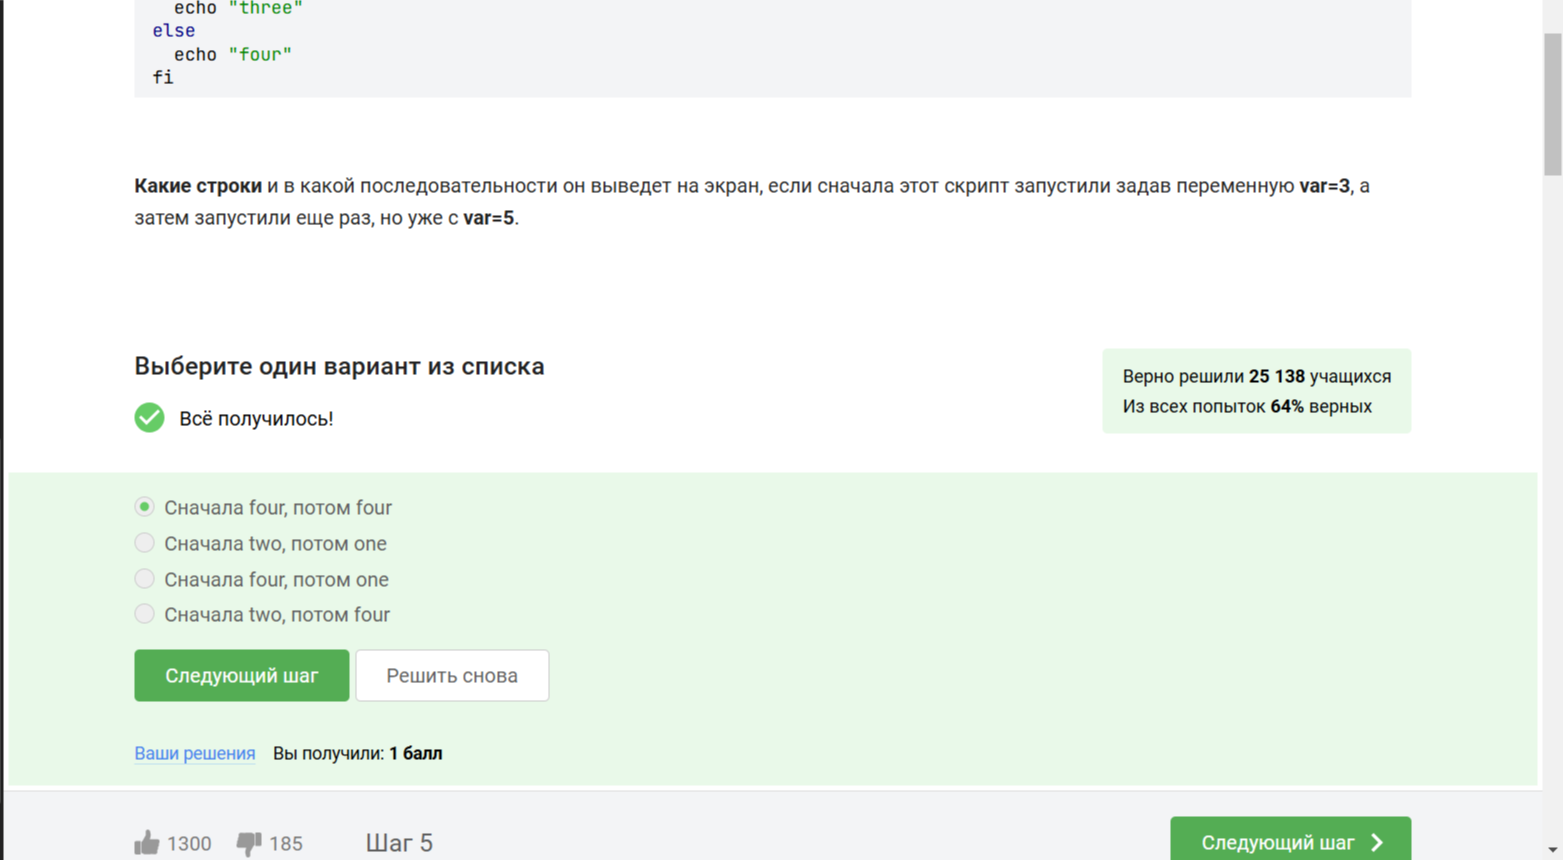 echo "three"
else
echo "four"
fi
Какие строки и в какой последовательности он выведет на экран, если сначала этот скрипт запустили задав переменную var=3, а
затем запустили еще раз, но уже с var=5.
Выберите один вариант из списка
Всё получилось!
Верно решили 25 138 учащихся
Из всех попыток 64% верных
Сначала four, потом four
Сначала two, потом one
Сначала four, потом one
Сначала two, потом four
Следующий шаг
Решить снова
Ваши решения Вы получили: 1 балл
1300 185 Шаг 5
Следующий шаг